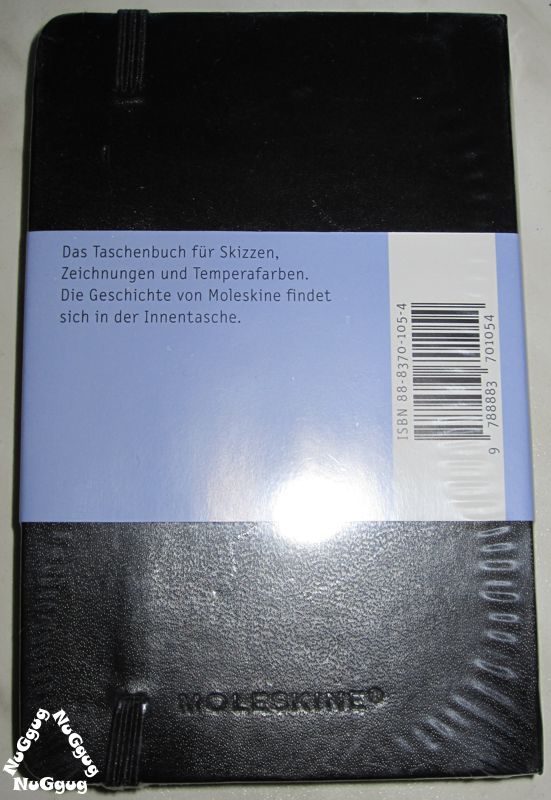 Das Taschenbuch für Skizzen,
Zeichnungen und Temperafarben.
Die Geschichte von Moleskine findet
sich in der Innentasche.
ISBN 88-8370-105-4
9 788883 701054
MOLESKINE®
NuGgug
NuGgug
NuGgug